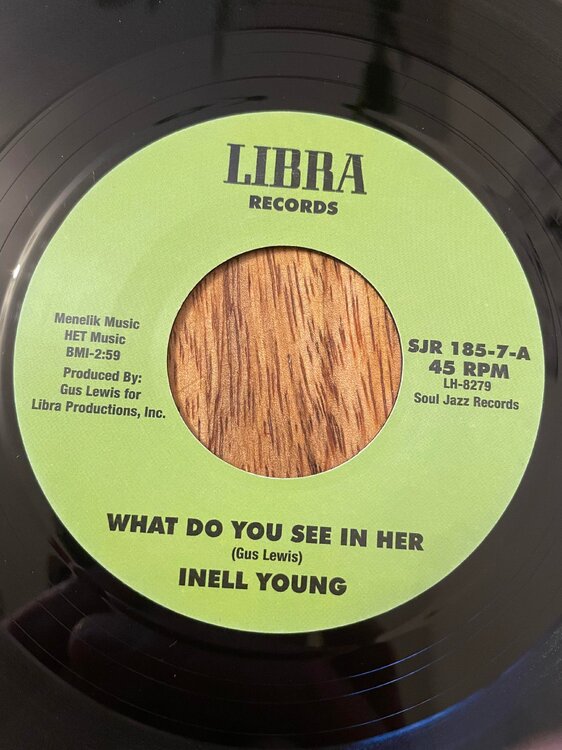 LIBRA
RECORDS
Menelik Music
HET Music
BMI-2:59
Produced By:
Gus Lewis for
Libra Productions, Inc.
SJR 185-7-A
45 RPM
LH-8279
Soul Jazz Records
WHAT DO YOU SEE IN HER
(Gus Lewis)
INELL YOUNG